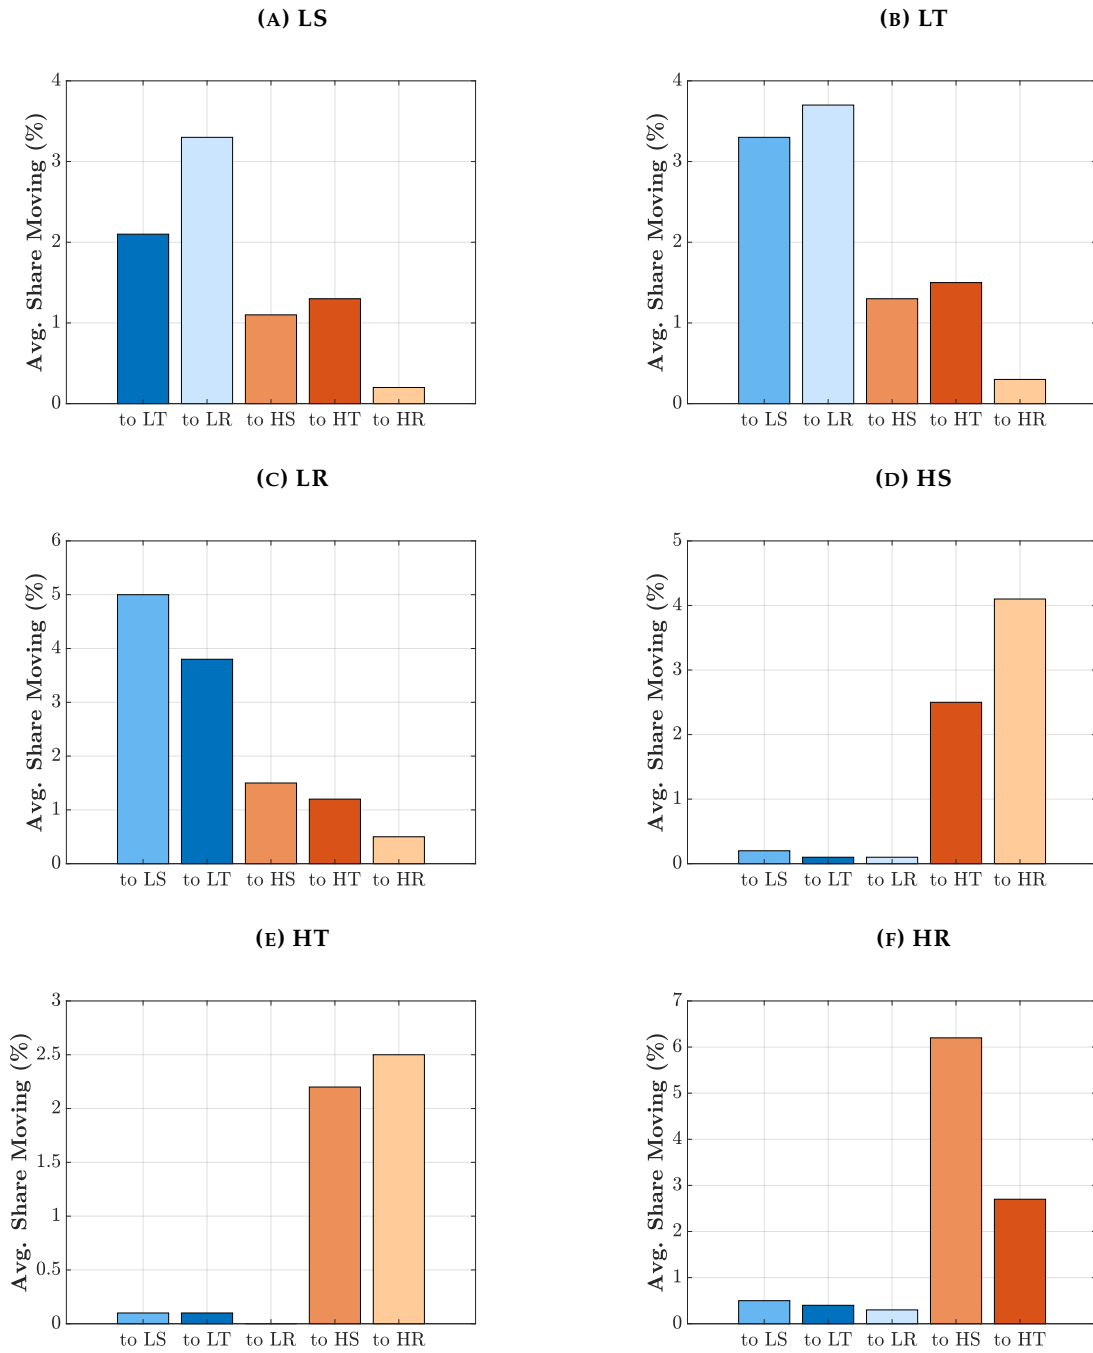 (A) LS
Avg. Share Moving (%)
4
3
2
1
0
to LT to LR to HS to HT to HR
(B) LT
Avg. Share Moving (%)
4
3
2
1
0
to LS to LR to HS to HT to HR
(C) LR
Avg. Share Moving (%)
6
5
4
3
2
1
0
to LS to LT to HS to HT to HR
(D) HS
Avg. Share Moving (%)
5
4
3
2
1
0
to LS to LT to LR to HT to HR
(E) HT
Avg. Share Moving (%)
3
2.5
2
1.5
1
0.5
0
to LS to LT to LR to HS to HR
(F) HR
Avg. Share Moving (%)
7
6
5
4
3
2
1
0
to LS to LT to LR to HS to HT